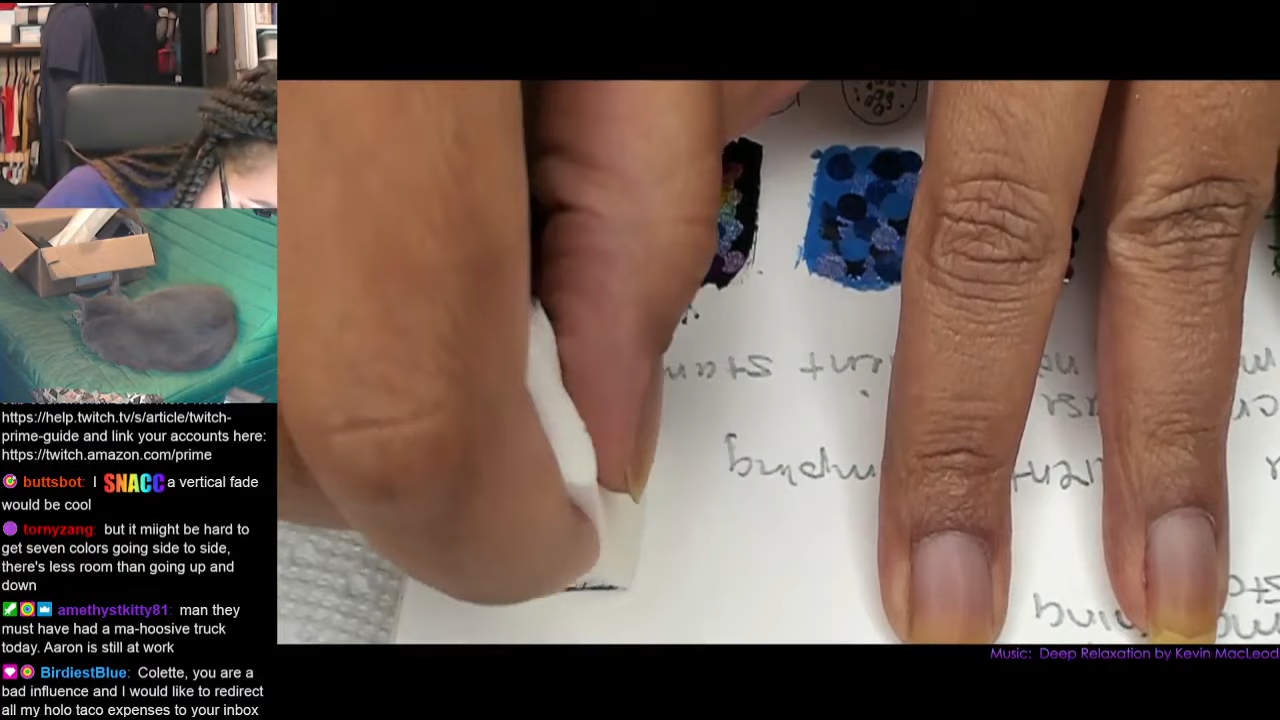 https://help.twitch.tv/s/article/twitch-
prime-guide and link your accounts here:
https://twitch.amazon.com/prime
buttsbot: I SNACC a vertical fade
would be cool
tornyzang: but it miight be hard to
get seven colors going side to side,
there's less room than going up and
down
amethystkitty81: man they
must have had a ma-hoosive truck
today. Aaron is still at work
BirdiestBlue: Colette, you are a
bad influence and I would like to redirect
all my holo taco expenses to your inbox
Music: Deep Relaxation by Kevin MacLeod